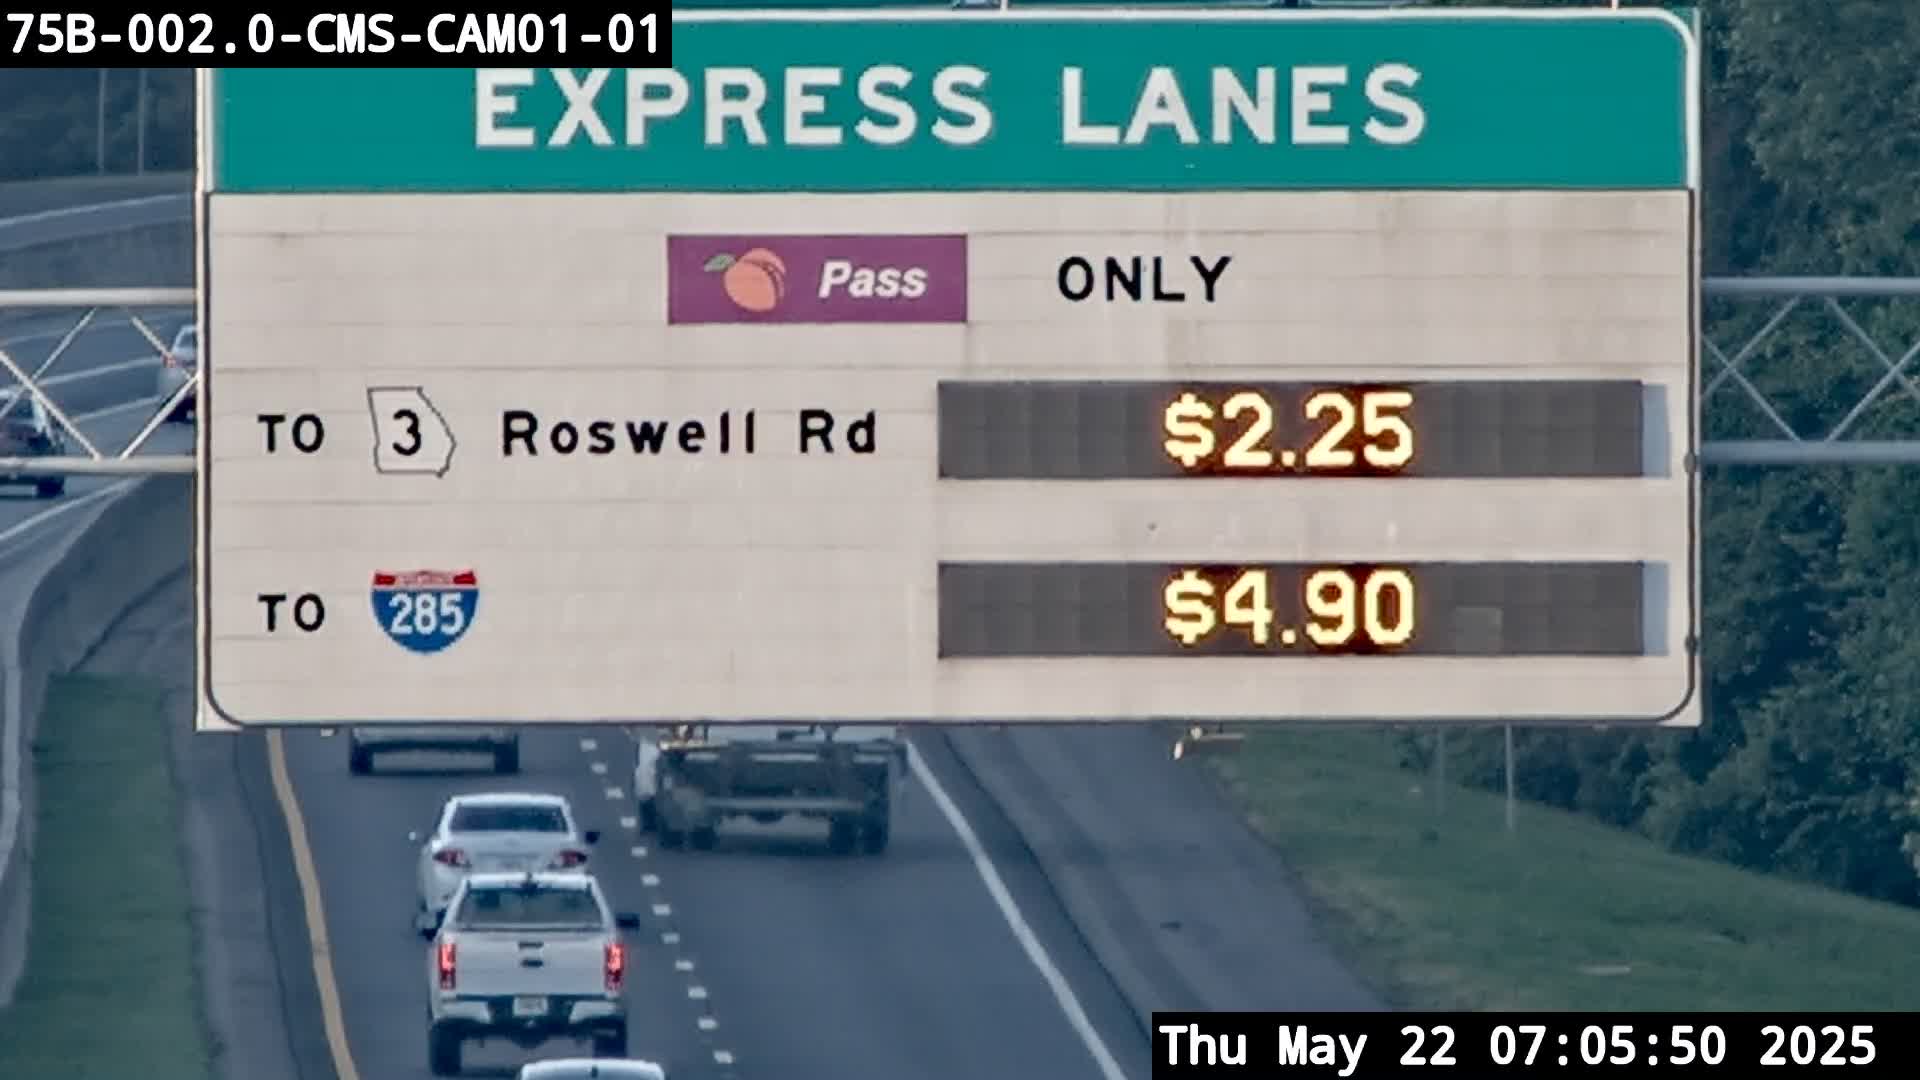 75B-002.0-CMS-CAM01-01
EXPRESS LANES
Pass ONLY
TO 3 Roswell Rd $2.25
TO 285 $4.90
Thu May 22 07:05:50 2025